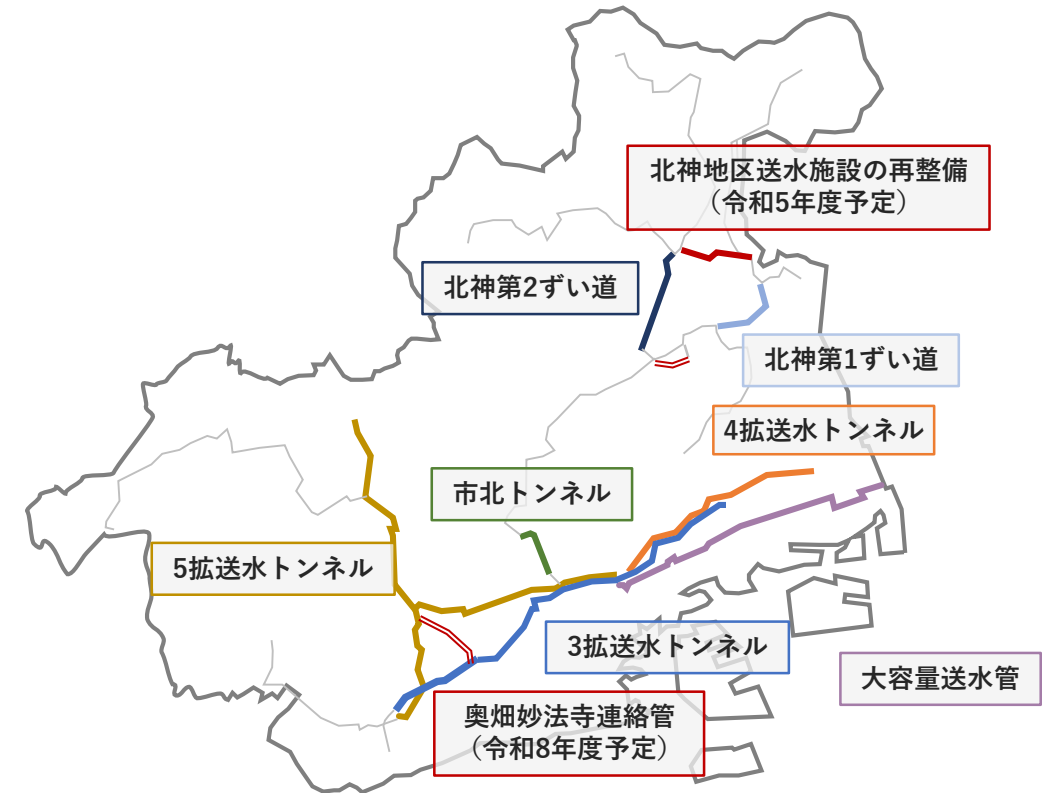 北神地区送水施設の再整備
（令和5年度予定）
北神第2ずい道
北神第1ずい道
4拡送水トンネル
市北トンネル
5拡送水トンネル
3拡送水トンネル
大容量送水管
奥畑妙法寺連絡管
（令和8年度予定）